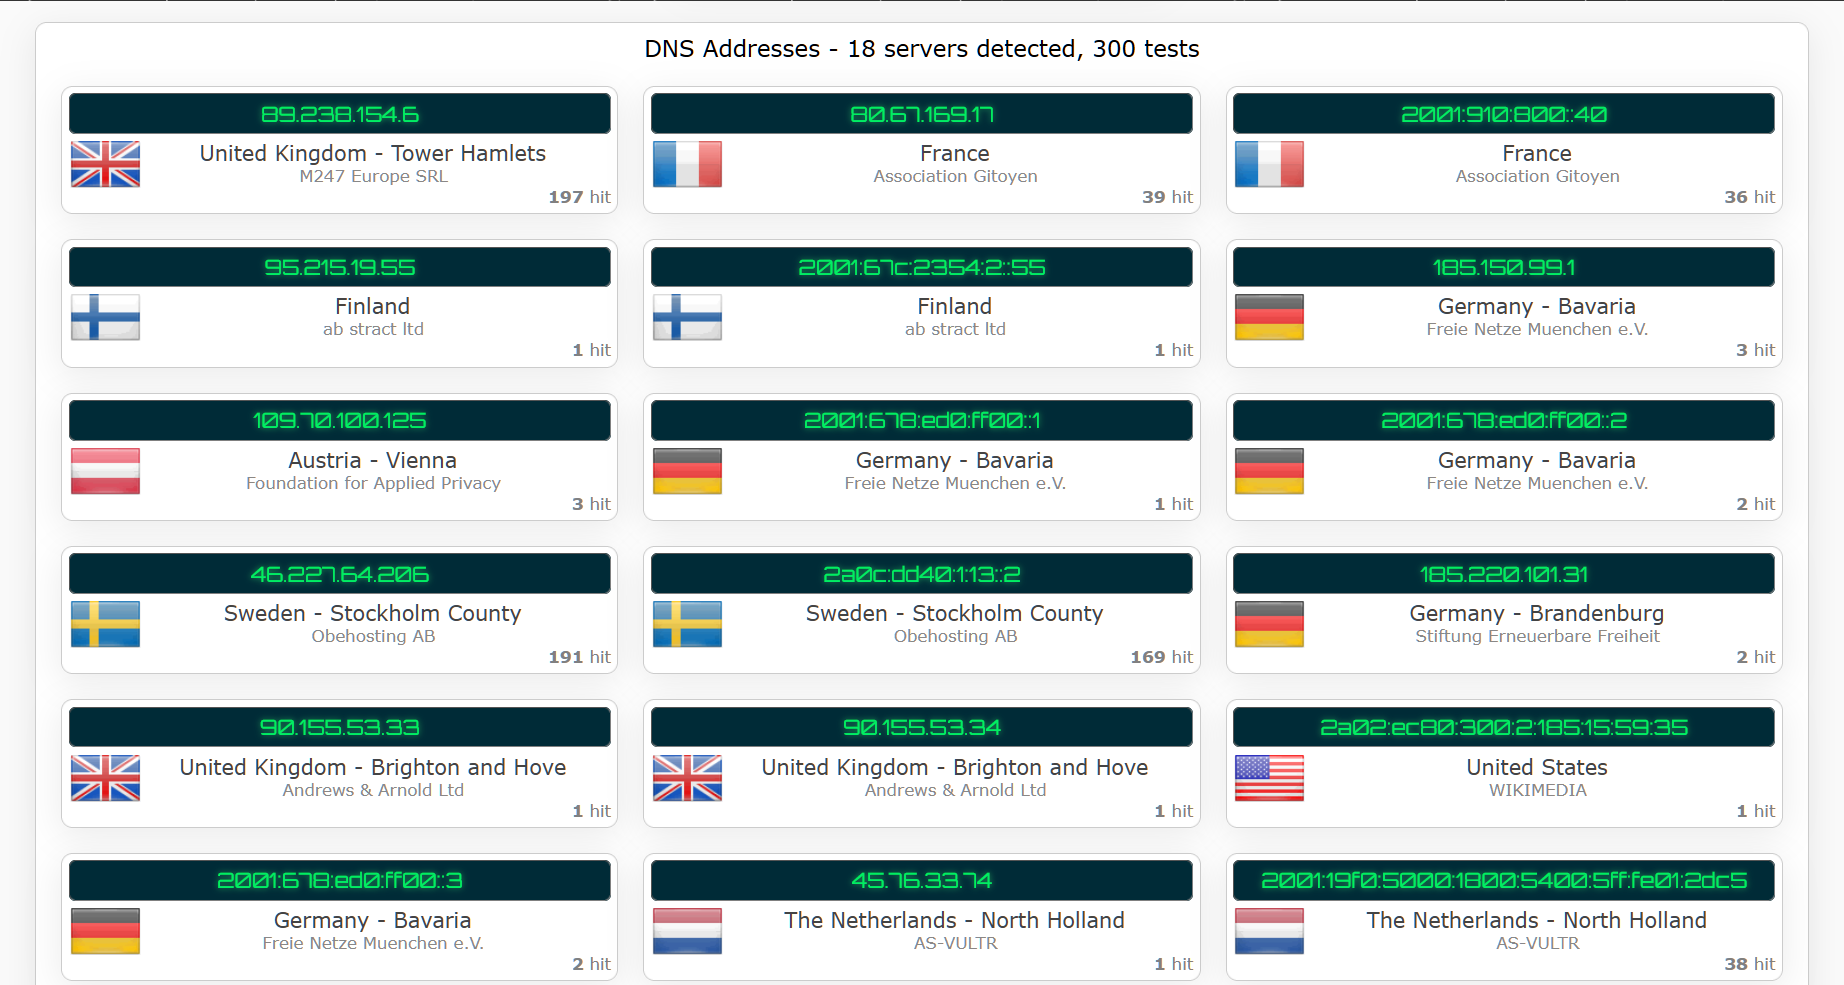 DNS Addresses - 18 servers detected, 300 tests
89.238.154.6
United Kingdom - Tower Hamlets
M247 Europe SRL
197 hit
80.67.169.17
France
Association Gitoyen
39 hit
2001:910:800::40
France
Association Gitoyen
36 hit
95.215.19.55
Finland
ab stract ltd
1 hit
2001:67c:2354:2::55
Finland
ab stract ltd
1 hit
185.150.99.1
Germany - Bavaria
Freie Netze Muenchen e.V.
3 hit
109.70.100.125
Austria - Vienna
Foundation for Applied Privacy
3 hit
2001:678:ed0:ff00::1
Germany - Bavaria
Freie Netze Muenchen e.V.
1 hit
2001:678:ed0:ff00::2
Germany - Bavaria
Freie Netze Muenchen e.V.
2 hit
46.227.64.206
Sweden - Stockholm County
Obehosting AB
191 hit
2a0c:dd40:1:13::2
Sweden - Stockholm County
Obehosting AB
169 hit
185.220.101.31
Germany - Brandenburg
Stiftung Erneuerbare Freiheit
2 hit
90.155.53.33
United Kingdom - Brighton and Hove
Andrews & Arnold Ltd
1 hit
90.155.53.34
United Kingdom - Brighton and Hove
Andrews & Arnold Ltd
1 hit
2a02:ec80:300:2:185:15:59:35
United States
WIKIMEDIA
1 hit
2001:678:ed0:ff00::3
Germany - Bavaria
Freie Netze Muenchen e.V.
2 hit
45.76.33.74
The Netherlands - North Holland
AS-VULTR
1 hit
2001:19f0:5000:1800:5400:5ff:fe01:2dc5
The Netherlands - North Holland
AS-VULTR
38 hit